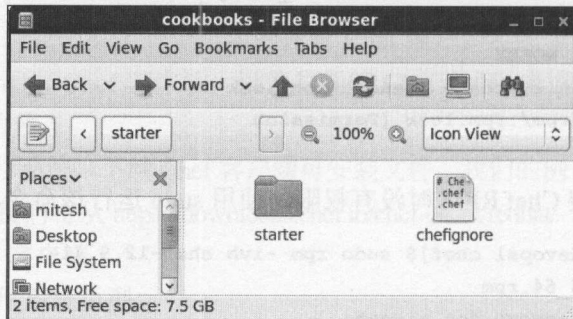 cookbooks - File Browser
File Edit View Go Bookmarks Tabs Help
Back Forward
starter 100% Icon View
Places
mitesh
Desktop
File System
Network
# Che
.chef
.chef
starter chefignore
2 items, Free space: 7.5 GB